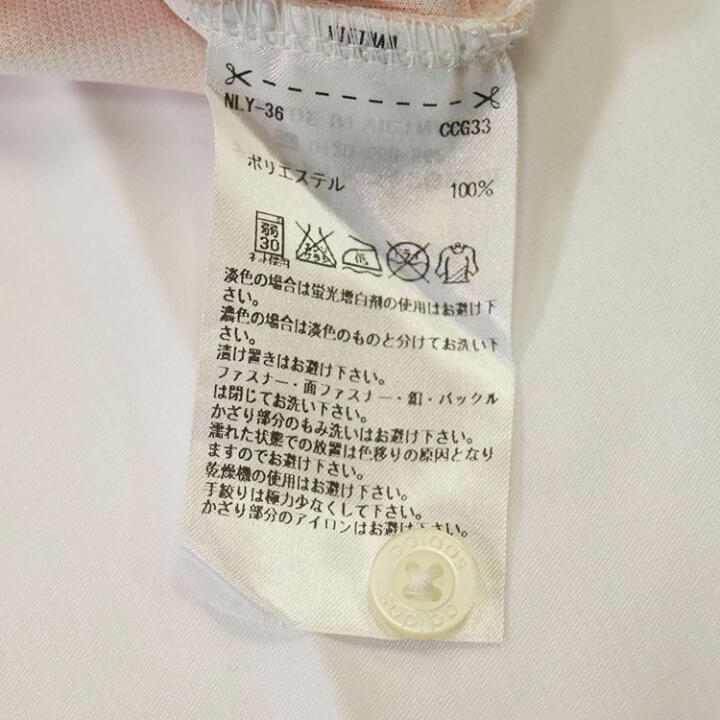 NLY-36 CCG33
ポリエステル 100%
弱 30 エンソ サラシ 低 ドライ
ネット使用
淡色の場合は蛍光増白剤の使用はお避け下
さい。
濃色の場合は淡色のものと分けてお洗い下
さい。
漬け置きはお避け下さい。
ファスナー・面ファスナー・釦・バックル
は閉じてお洗い下さい。
かざり部分のもみ洗いはお避け下さい。
濡れた状態での放置は色移りの原因となり
ますのでお避け下さい。
乾燥機の使用はお避け下さい。
手絞りは極力少なくして下さい。
かざり部分のアイロンはお避け下さい。
adidas
adidas